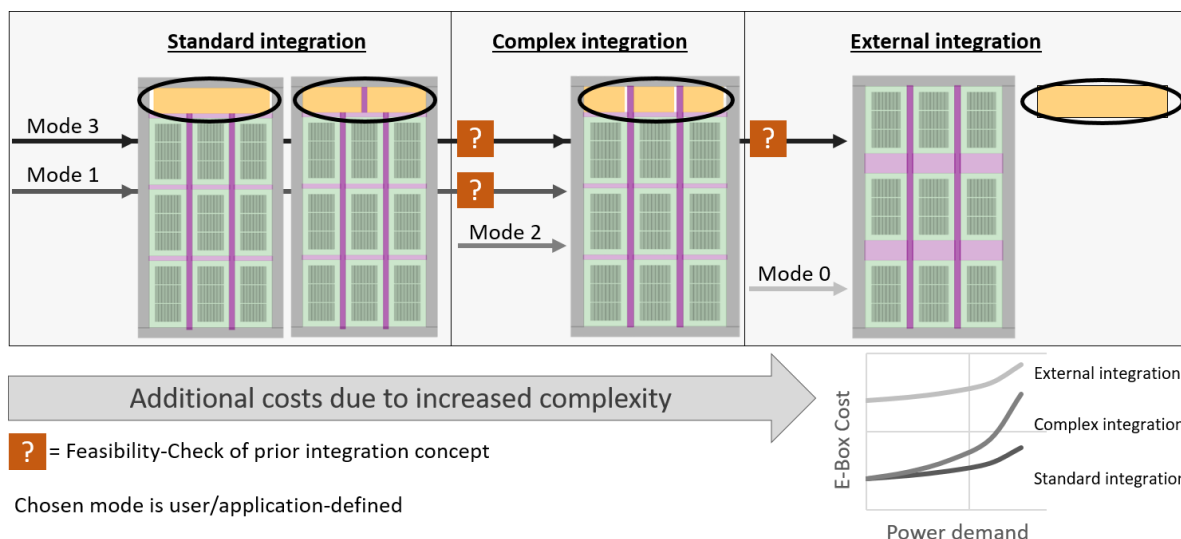 Standard integration
Complex integration
External integration
Mode 3
?
?
Mode 1
?
Mode 2
Mode 0
Additional costs due to increased complexity
? = Feasibility-Check of prior integration concept
Chosen mode is user/application-defined
E-Box Cost
External integration
Complex integration
Standard integration
Power demand